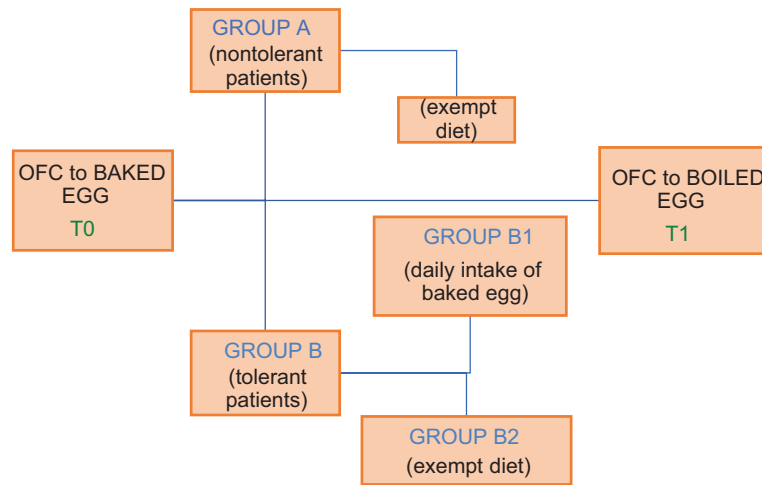 GROUP A
(nontolerant
patients)
(exempt
diet)
OFC to BAKED
EGG
T0
OFC to BOILED
EGG
T1
GROUP B1
(daily intake of
baked egg)
GROUP B
(tolerant
patients)
GROUP B2
(exempt diet)